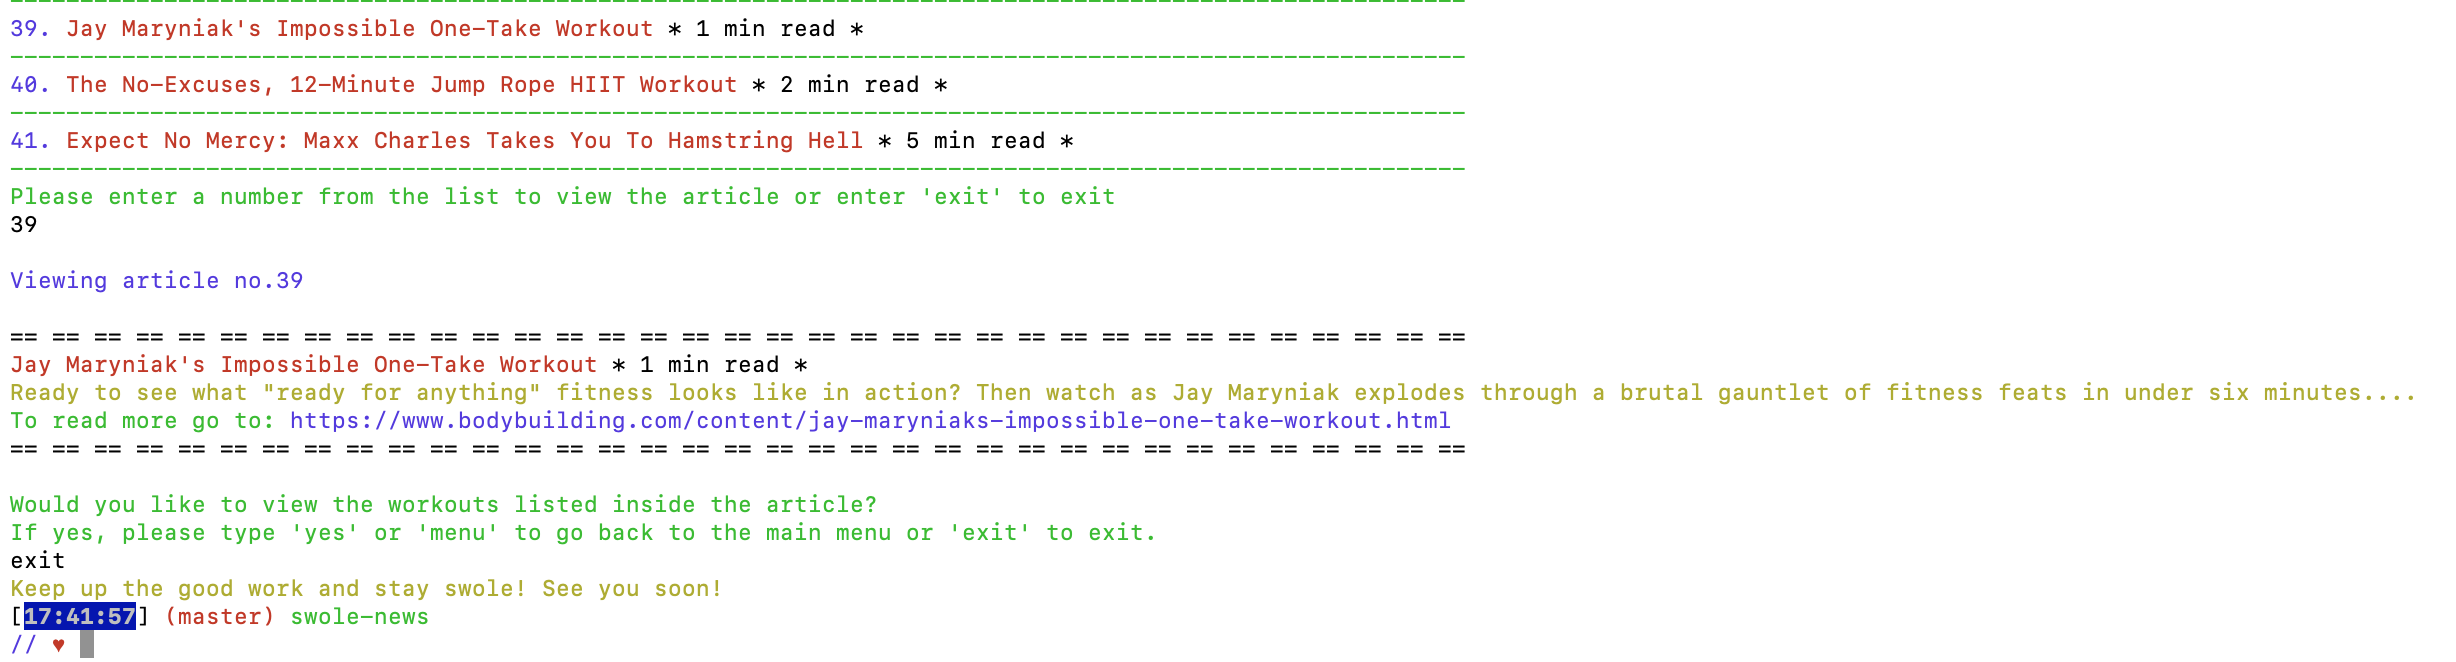 ----------------------------------------------------------------------------------------------------
39. Jay Maryniak's Impossible One-Take Workout * 1 min read *
----------------------------------------------------------------------------------------------------
40. The No-Excuses, 12-Minute Jump Rope HIIT Workout * 2 min read *
----------------------------------------------------------------------------------------------------
41. Expect No Mercy: Maxx Charles Takes You To Hamstring Hell * 5 min read *
----------------------------------------------------------------------------------------------------
Please enter a number from the list to view the article or enter 'exit' to exit
39
Viewing article no.39
== == == == == == == == == == == == == == == == == == == == == == == == == == == == == == == == == == ==
Jay Maryniak's Impossible One-Take Workout * 1 min read *
Ready to see what "ready for anything" fitness looks like in action? Then watch as Jay Maryniak explodes through a brutal gauntlet of fitness feats in under six minutes....
To read more go to: https://www.bodybuilding.com/content/jay-maryniaks-impossible-one-take-workout.html
== == == == == == == == == == == == == == == == == == == == == == == == == == == == == == == == == == ==
Would you like to view the workouts listed inside the article?
If yes, please type 'yes' or 'menu' to go back to the main menu or 'exit' to exit.
exit
Keep up the good work and stay swole! See you soon!
[17:41:57] (master) swole-news
// ♥